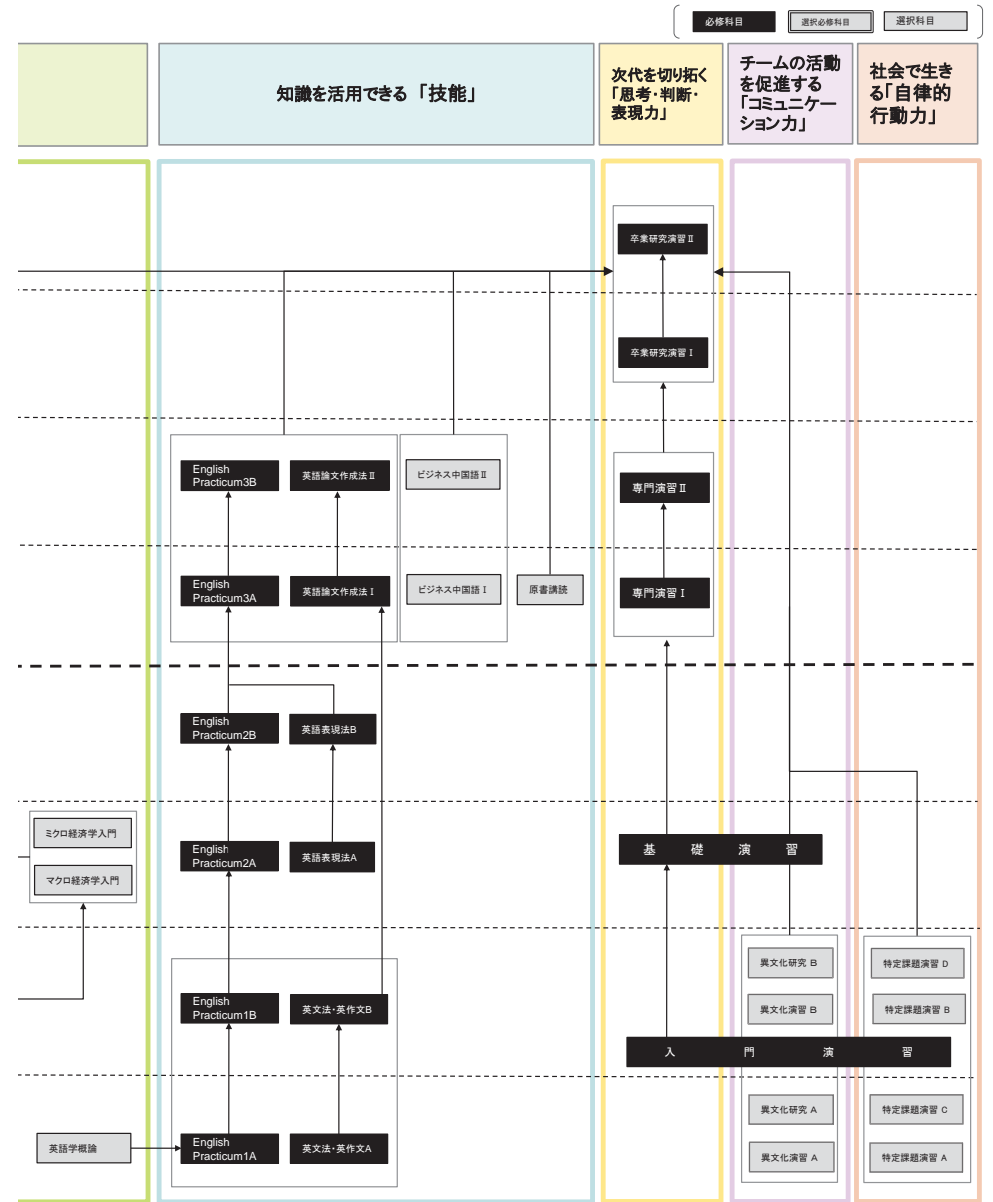 必修科目
選択必修科目
選択科目
知識を活用できる「技能」
次代を切り拓く
「思考・判断・
表現力」
チームの活動
を促進する
「コミュニケー
ション力」
社会で生き
る「自律的
行動力」
卒業研究演習Ⅱ
卒業研究演習Ⅰ
English
Practicum3B
英語論文作成法Ⅱ
ビジネス中国語Ⅱ
専門演習Ⅱ
English
Practicum3A
英語論文作成法Ⅰ
ビジネス中国語Ⅰ
原書講読
専門演習Ⅰ
English
Practicum2B
英語表現法B
ミクロ経済学入門
マクロ経済学入門
English
Practicum2A
英語表現法A
基礎演習
異文化研究 B
特定課題演習 D
English
Practicum1B
英文法・英作文B
異文化演習 B
特定課題演習 B
入門演習
異文化研究 A
特定課題演習 C
英語学概論
English
Practicum1A
英文法・英作文A
異文化演習 A
特定課題演習 A